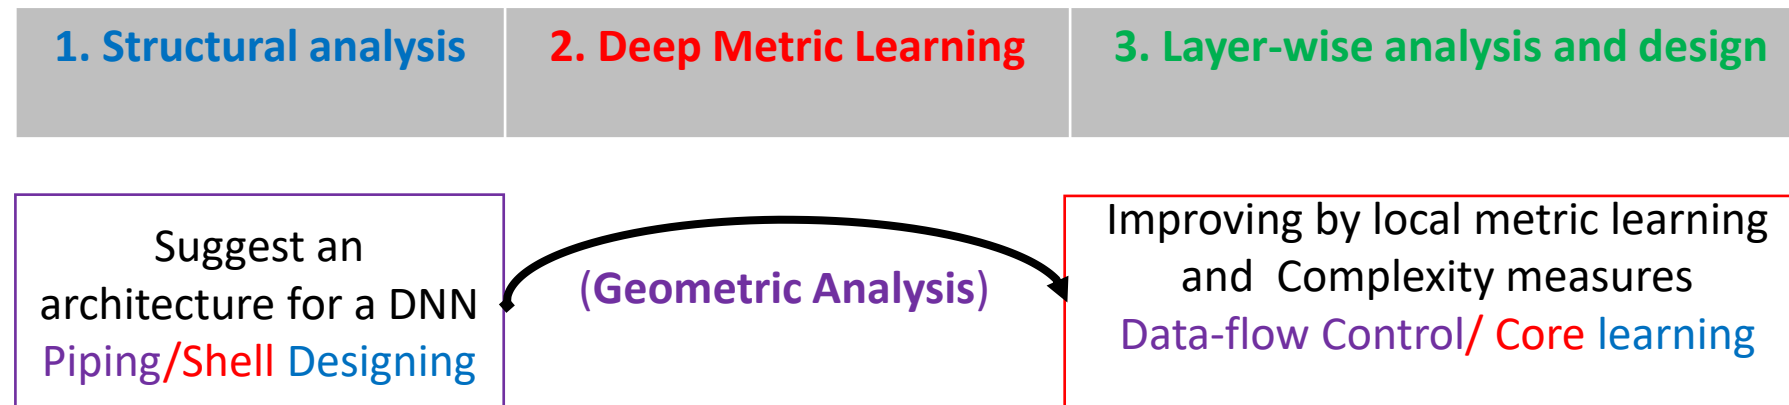 1. Structural analysis
2. Deep Metric Learning
3. Layer-wise analysis and design
Suggest an
architecture for a DNN
Piping/Shell Designing
(Geometric Analysis)
Improving by local metric learning
and Complexity measures
Data-flow Control/ Core learning